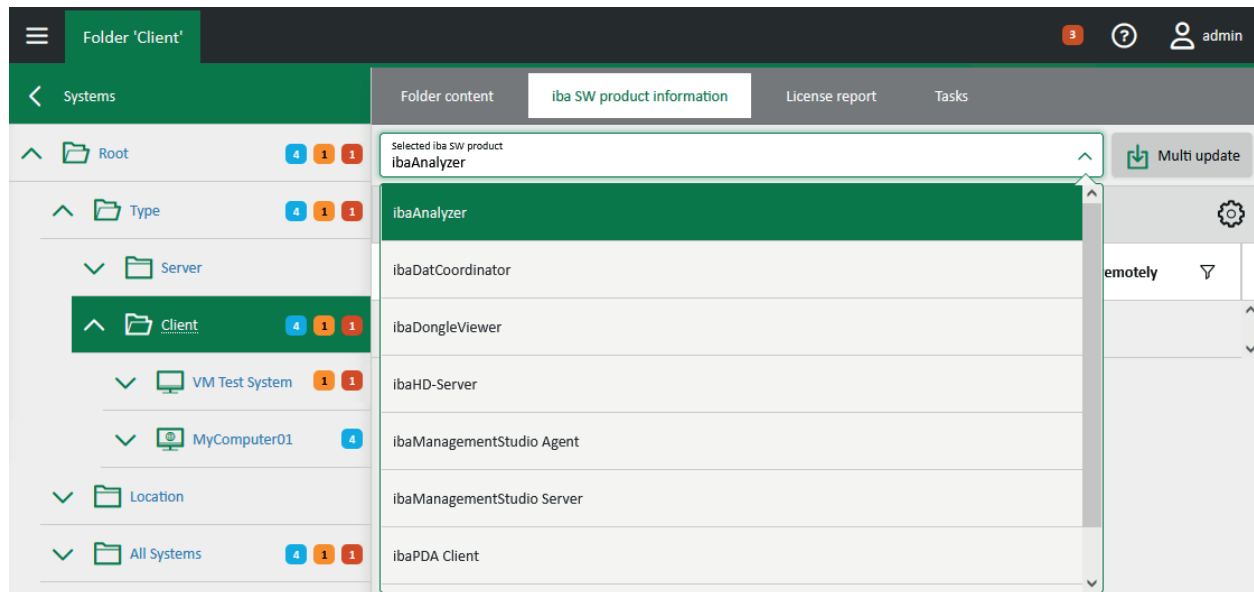 Folder 'Client'
3
? admin
Systems
Folder content iba SW product information License report Tasks
Root 4 1 1
Selected iba SW product
ibaAnalyzer
Multi update
Type 4 1 1
ibaAnalyzer
Server
ibaDatCoordinator
emotely
Client 4 1 1
ibaDongleViewer
VM Test System 1 1
ibaHD-Server
MyComputer01 4
ibaManagementStudio Agent
Location
ibaManagementStudio Server
All Systems 4 1 1
ibaPDA Client